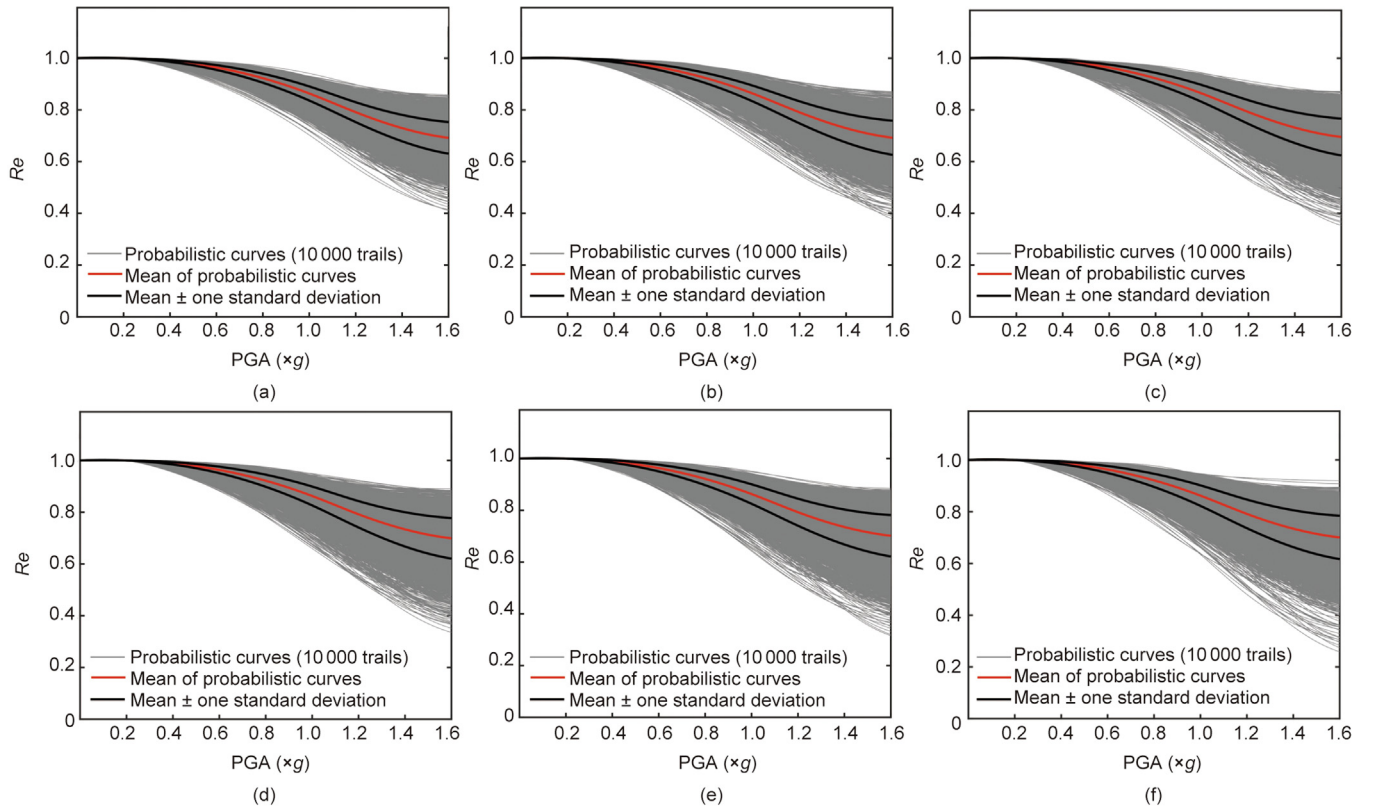 1.0
0.8
0.6
0.4
0.2
0
Re
Probabilistic curves (10 000 trails)
Mean of probabilistic curves
Mean ± one standard deviation
0.2 0.4 0.6 0.8 1.0 1.2 1.4 1.6
PGA (×g)
(a)
1.0
0.8
0.6
0.4
0.2
0
Re
Probabilistic curves (10 000 trails)
Mean of probabilistic curves
Mean ± one standard deviation
0.2 0.4 0.6 0.8 1.0 1.2 1.4 1.6
PGA (×g)
(b)
1.0
0.8
0.6
0.4
0.2
0
Re
Probabilistic curves (10 000 trails)
Mean of probabilistic curves
Mean ± one standard deviation
0.2 0.4 0.6 0.8 1.0 1.2 1.4 1.6
PGA (×g)
(c)
1.0
0.8
0.6
0.4
0.2
0
Re
Probabilistic curves (10 000 trails)
Mean of probabilistic curves
Mean ± one standard deviation
0.2 0.4 0.6 0.8 1.0 1.2 1.4 1.6
PGA (×g)
(d)
1.0
0.8
0.6
0.4
0.2
0
Re
Probabilistic curves (10 000 trails)
Mean of probabilistic curves
Mean ± one standard deviation
0.2 0.4 0.6 0.8 1.0 1.2 1.4 1.6
PGA (×g)
(e)
1.0
0.8
0.6
0.4
0.2
0
Re
Probabilistic curves (10 000 trails)
Mean of probabilistic curves
Mean ± one standard deviation
0.2 0.4 0.6 0.8 1.0 1.2 1.4 1.6
PGA (×g)
(f)